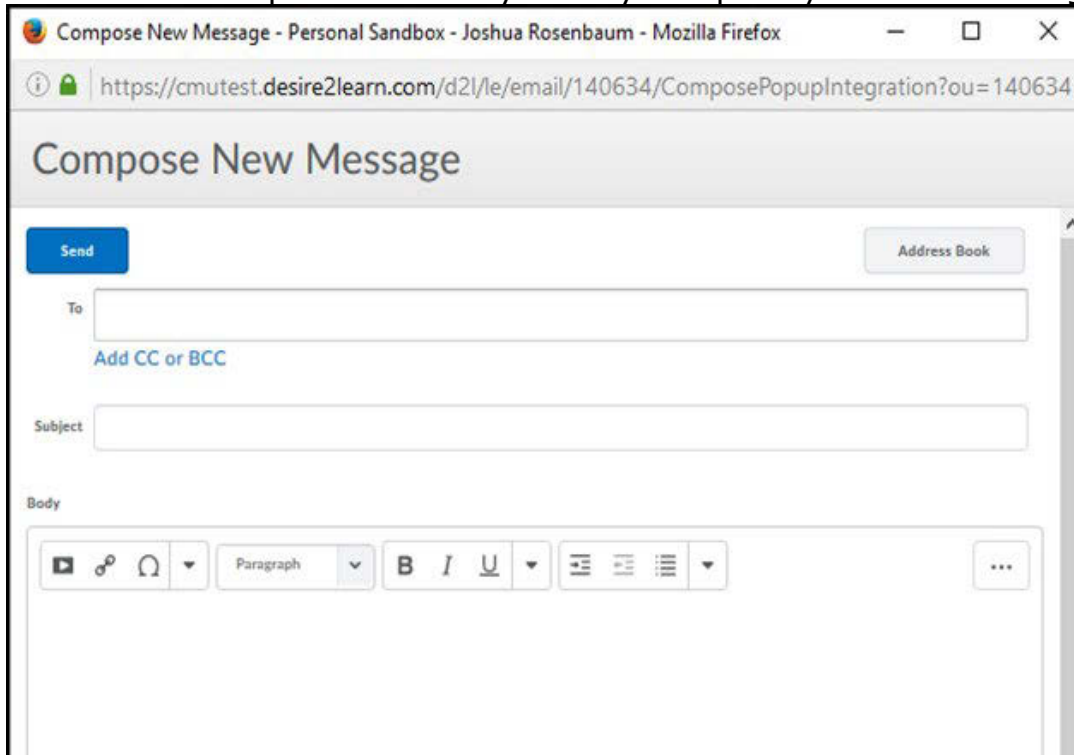 Compose New Message - Personal Sandbox - Joshua Rosenbaum - Mozilla Firefox
https://cmutest.desire2learn.com/d2l/le/email/140634/ComposePopupIntegration?ou=140634
Compose New Message
Send
Address Book
To
Add CC or BCC
Subject
Body
Paragraph
B I U